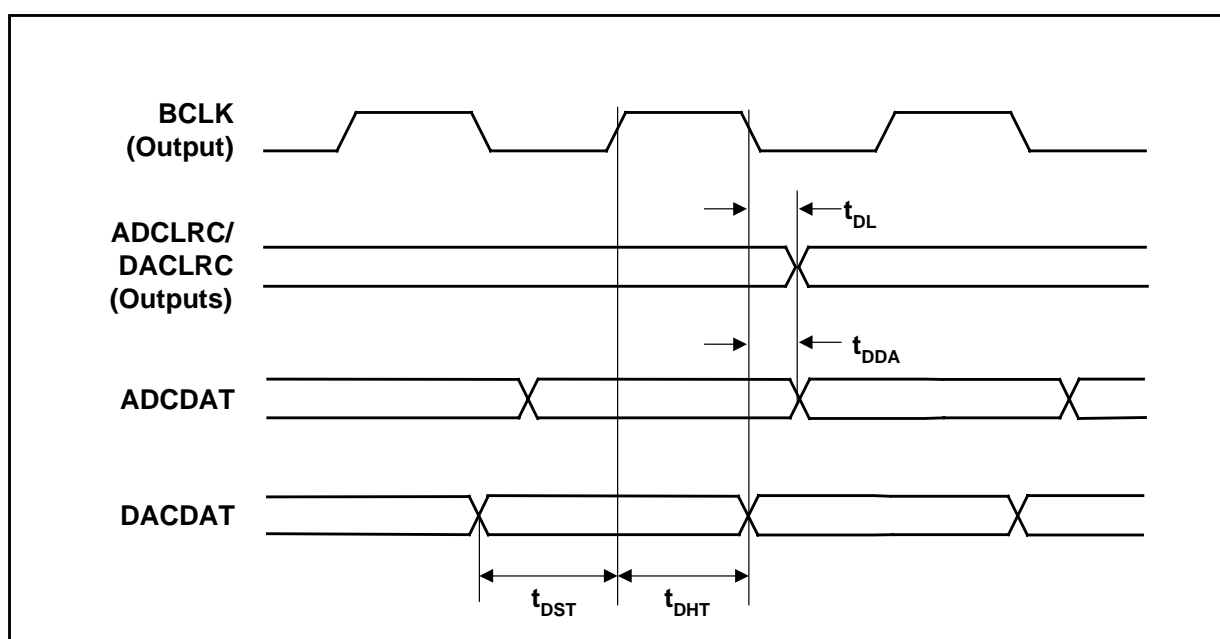 BCLK
(Output)
t_DL
ADCLRC/
DACLRC
(Outputs)
t_DDA
ADCDAT
DACDAT
t_DST
t_DHT